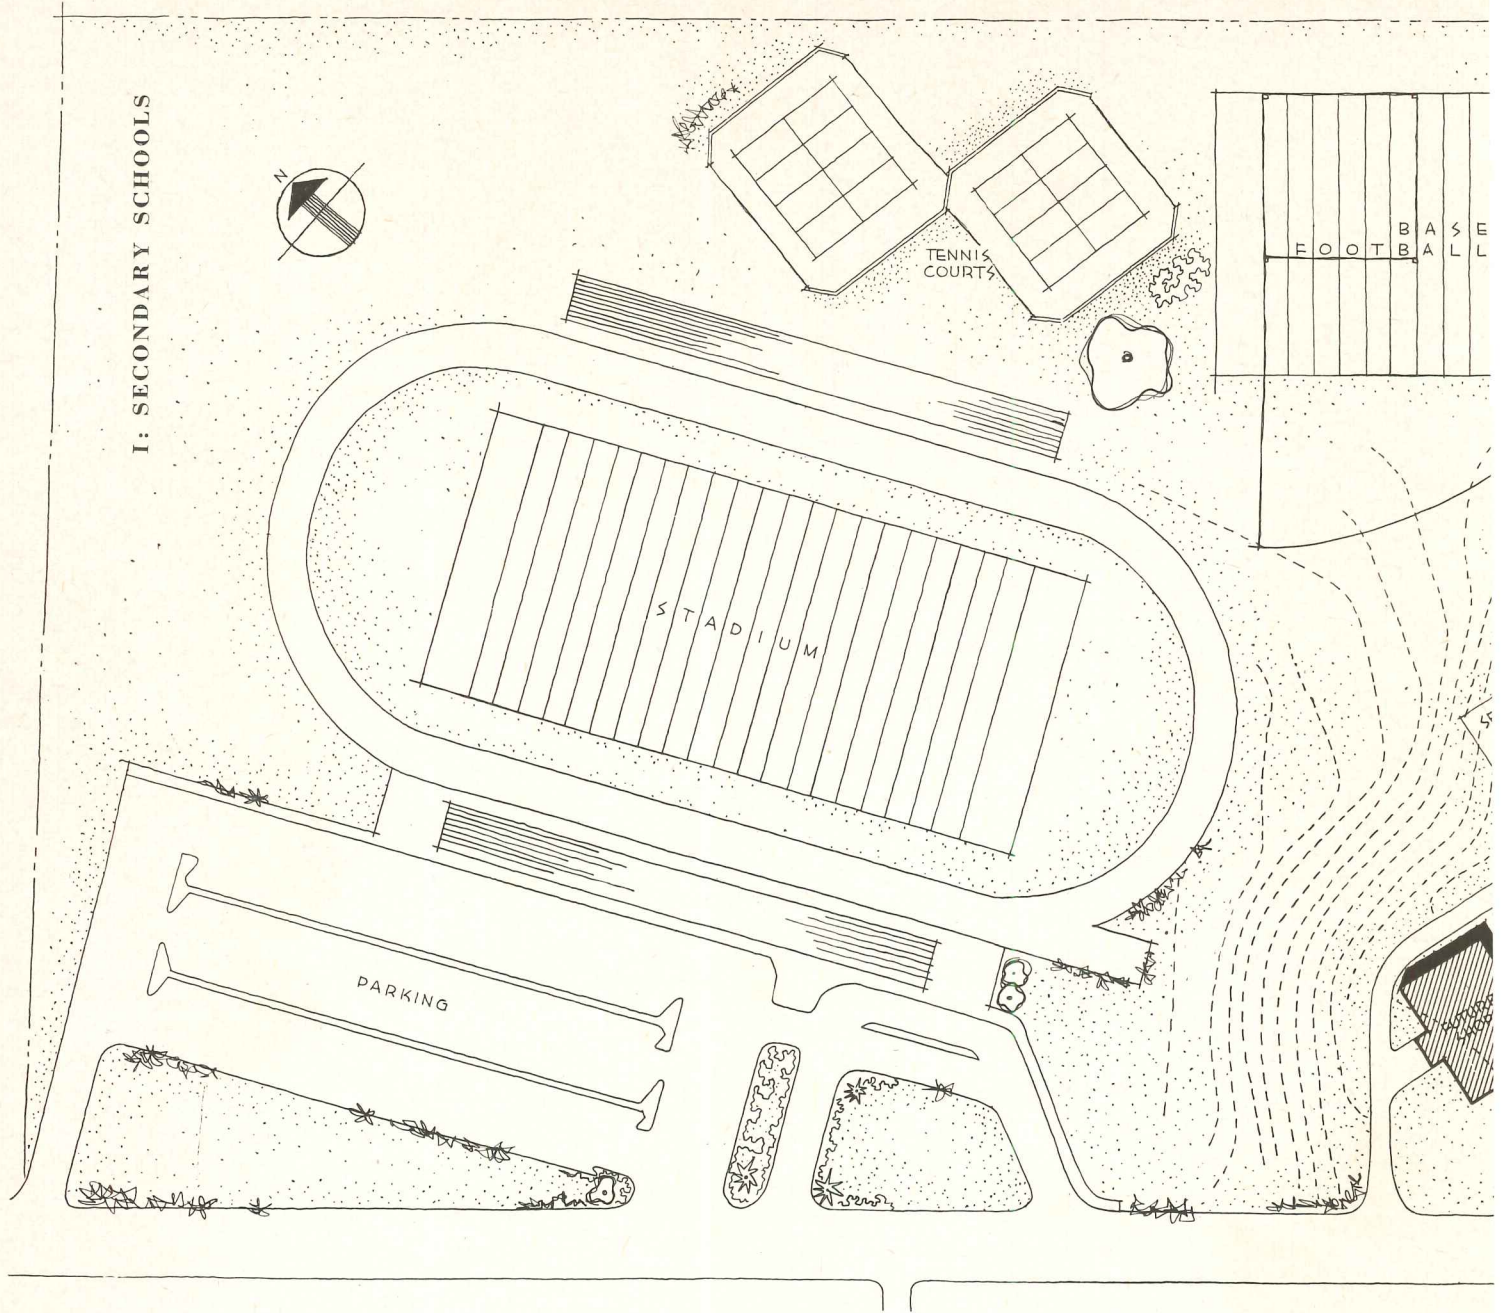 I: SECONDARY SCHOOLS
N
TENNIS
COURTS
BASE
FOOTBALL
STADIUM
PARKING